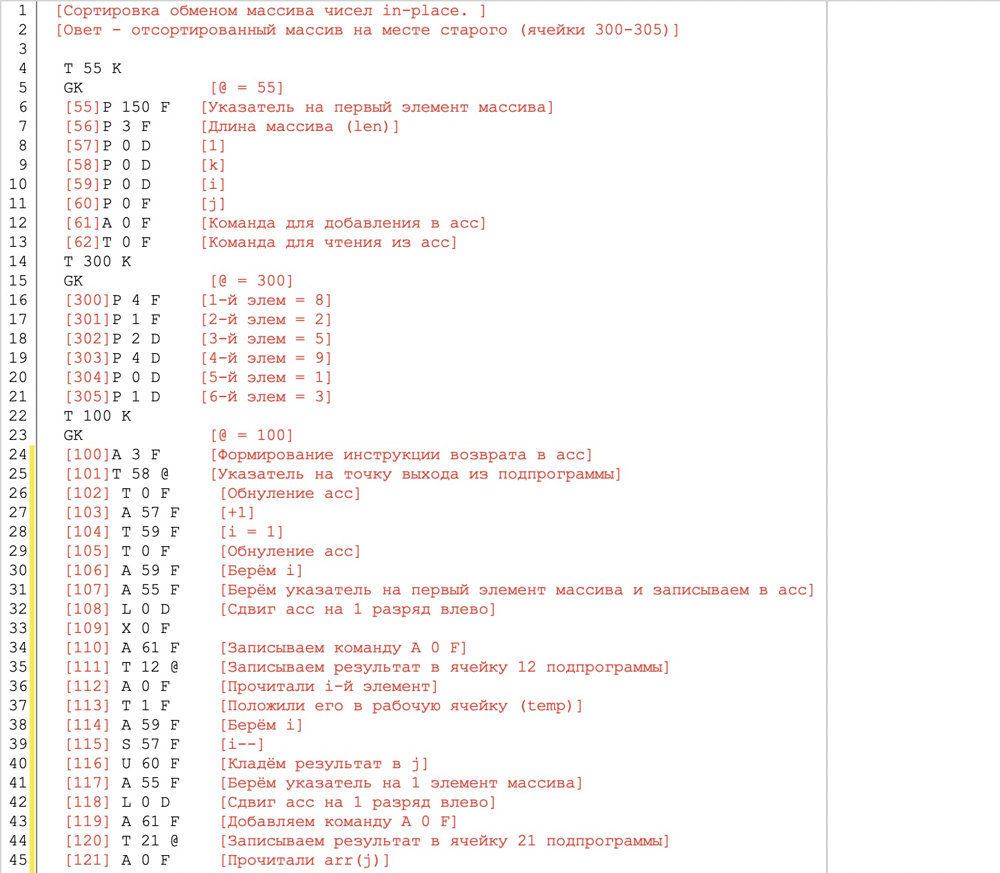 1 [Сортировка обменом массива чисел in-place. ]
2 [Овет - отсортированный массив на месте старого (ячейки 300-305)]
3
4 T 55 K
5 GK [@ = 55]
6 [55]P 150 F [Указатель на первый элемент массива]
7 [56]P 3 F [Длина массива (len)]
8 [57]P 0 D [1]
9 [58]P 0 D [k]
10 [59]P 0 D [i]
11 [60]P 0 F [j]
12 [61]A 0 F [Команда для добавления в acc]
13 [62]T 0 F [Команда для чтения из acc]
14 T 300 K
15 GK [@ = 300]
16 [300]P 4 F [1-й элем = 8]
17 [301]P 1 F [2-й элем = 2]
18 [302]P 2 D [3-й элем = 5]
19 [303]P 4 D [4-й элем = 9]
20 [304]P 0 D [5-й элем = 1]
21 [305]P 1 D [6-й элем = 3]
22 T 100 K
23 GK [@ = 100]
24 [100]A 3 F [Формирование инструкции возврата в acc]
25 [101]T 58 @ [Указатель на точку выхода из подпрограммы]
26 [102] T 0 F [Обнуление acc]
27 [103] A 57 F [+1]
28 [104] T 59 F [i = 1]
29 [105] T 0 F [Обнуление acc]
30 [106] A 59 F [Берём i]
31 [107] A 55 F [Берём указатель на первый элемент массива и записываем в acc]
32 [108] L 0 D [Сдвиг acc на 1 разряд влево]
33 [109] X 0 F
34 [110] A 61 F [Записываем команду A 0 F]
35 [111] T 12 @ [Записываем результат в ячейку 12 подпрограммы]
36 [112] A 0 F [Прочитали i-й элемент]
37 [113] T 1 F [Положили его в рабочую ячейку (temp)]
38 [114] A 59 F [Берём i]
39 [115] S 57 F [i--]
40 [116] U 60 F [Кладём результат в j]
41 [117] A 55 F [Берём указатель на 1 элемент массива]
42 [118] L 0 D [Сдвиг acc на 1 разряд влево]
43 [119] A 61 F [Добавляем команду A 0 F]
44 [120] T 21 @ [Записываем результат в ячейку 21 подпрограммы]
45 [121] A 0 F [Прочитали arr(j)]